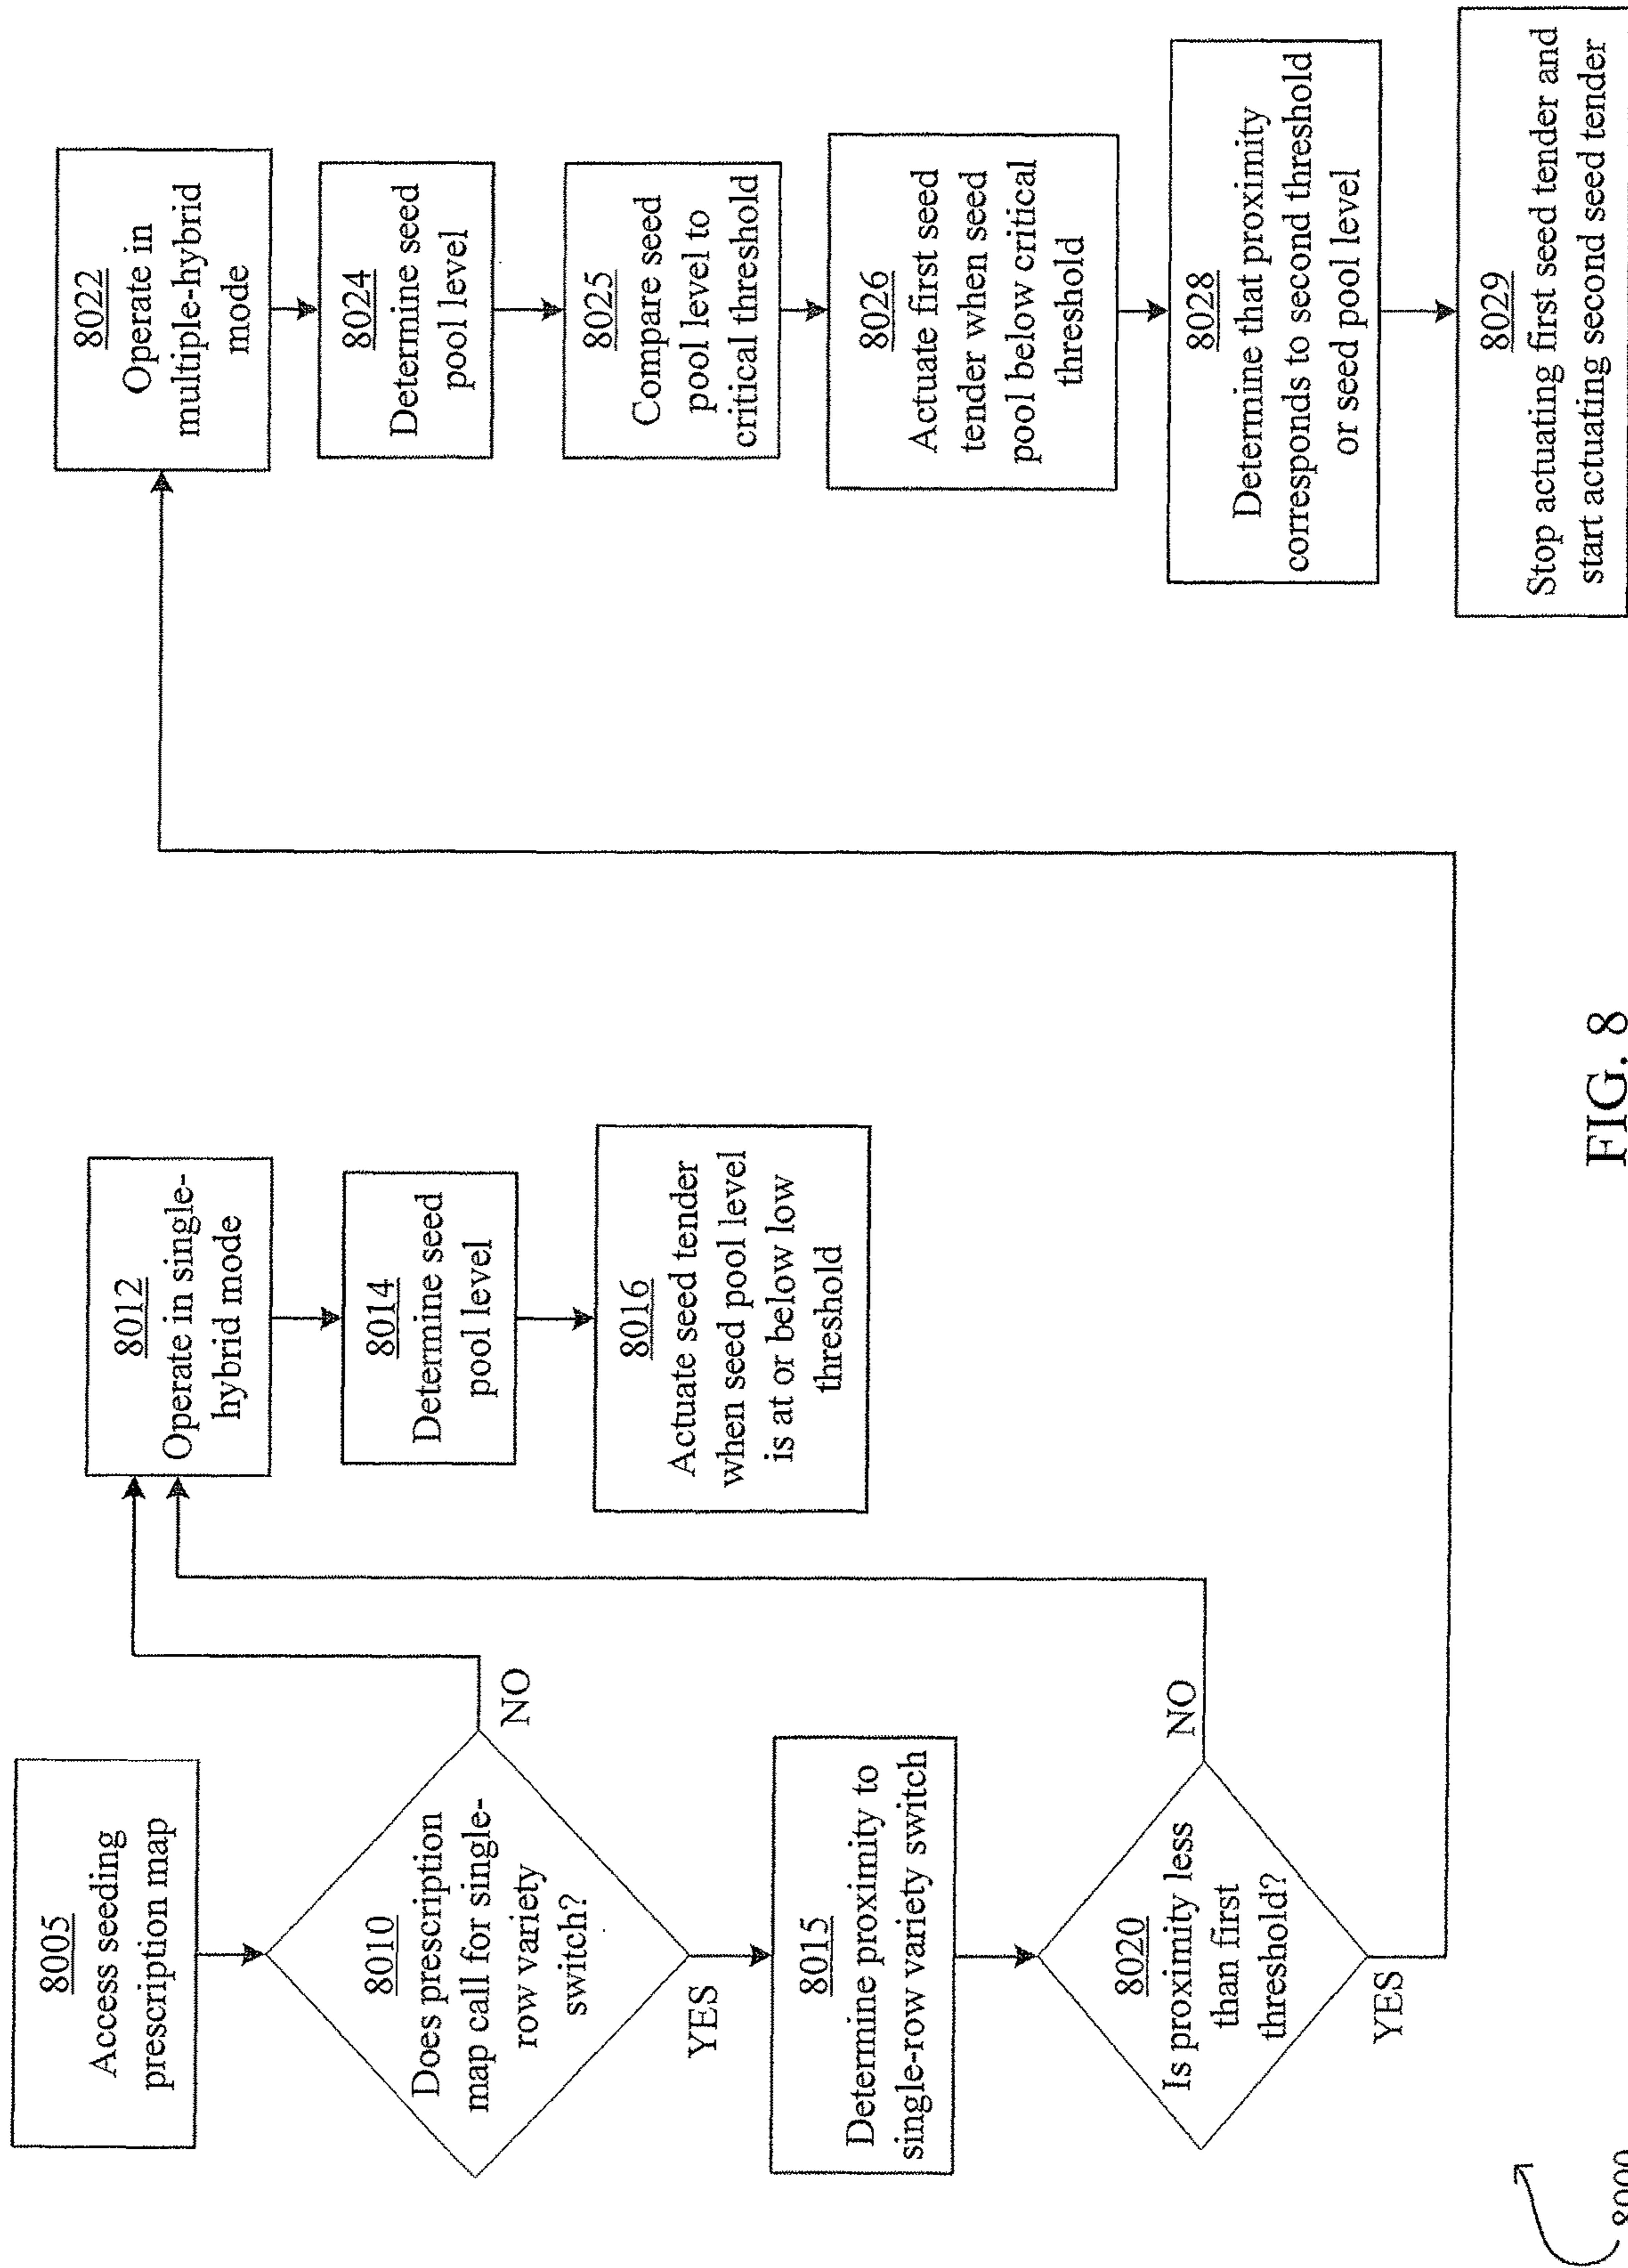 8005
Access seeding
prescription map
8010
Does prescription
map call for single-
row variety
switch?
NO
YES
8015
Determine proximity to
single-row variety switch
8020
Is proximity less
than first
threshold?
NO
YES
8012
Operate in single-
hybrid mode
8014
Determine seed
pool level
8016
Actuate seed tender
when seed pool level
is at or below low
threshold
8022
Operate in
multiple-hybrid
mode
8024
Determine seed
pool level
8025
Compare seed
pool level to
critical threshold
8026
Actuate first seed
tender when seed
pool below critical
threshold
8028
Determine that proximity
corresponds to second threshold
or seed pool level
8029
Stop actuating first seed tender and
start actuating second seed tender
8000
FIG. 8